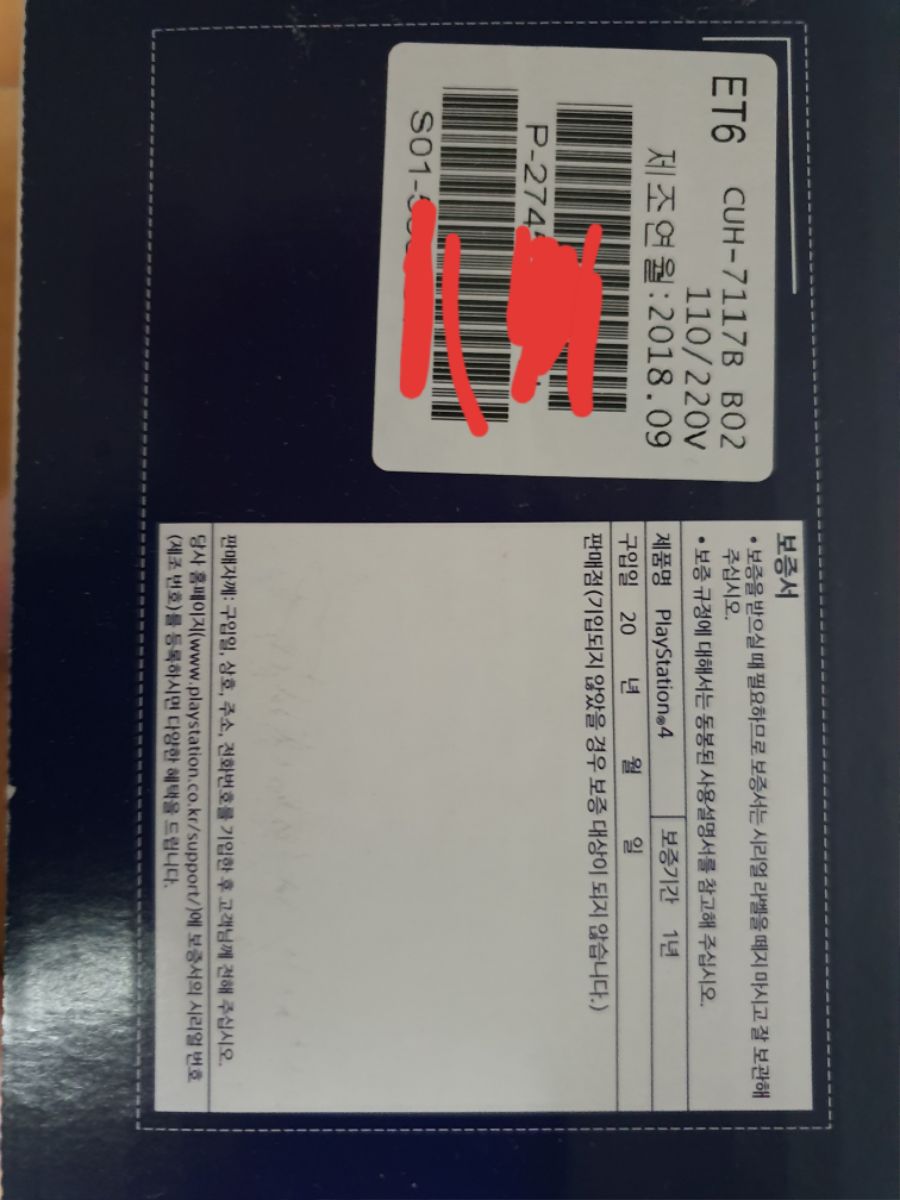 ET6 CUH-7117B B02
110/220V
제조연월:2018.09
P-274
S01-
보증서
• 보증을 받으실 때 필요하므로 보증서는 시리얼 라벨을 떼지 마시고 잘 보관해
주십시오.
• 보증 규정에 대해서는 동봉된 사용설명서를 참고해 주십시오.
제품명 PlayStation®4 보증기간 1년
구입일 20 년 월 일
판매점(기입되지 않았을 경우 보증 대상이 되지 않습니다.)
판매자께: 구입일, 상호, 주소, 전화번호를 기입한 후 고객님께 전해 주십시오.
당사 홈페이지(www.playstation.co.kr/support/)에 보증서의 시리얼 번호
(제조 번호)를 등록하시면 다양한 혜택을 드립니다.